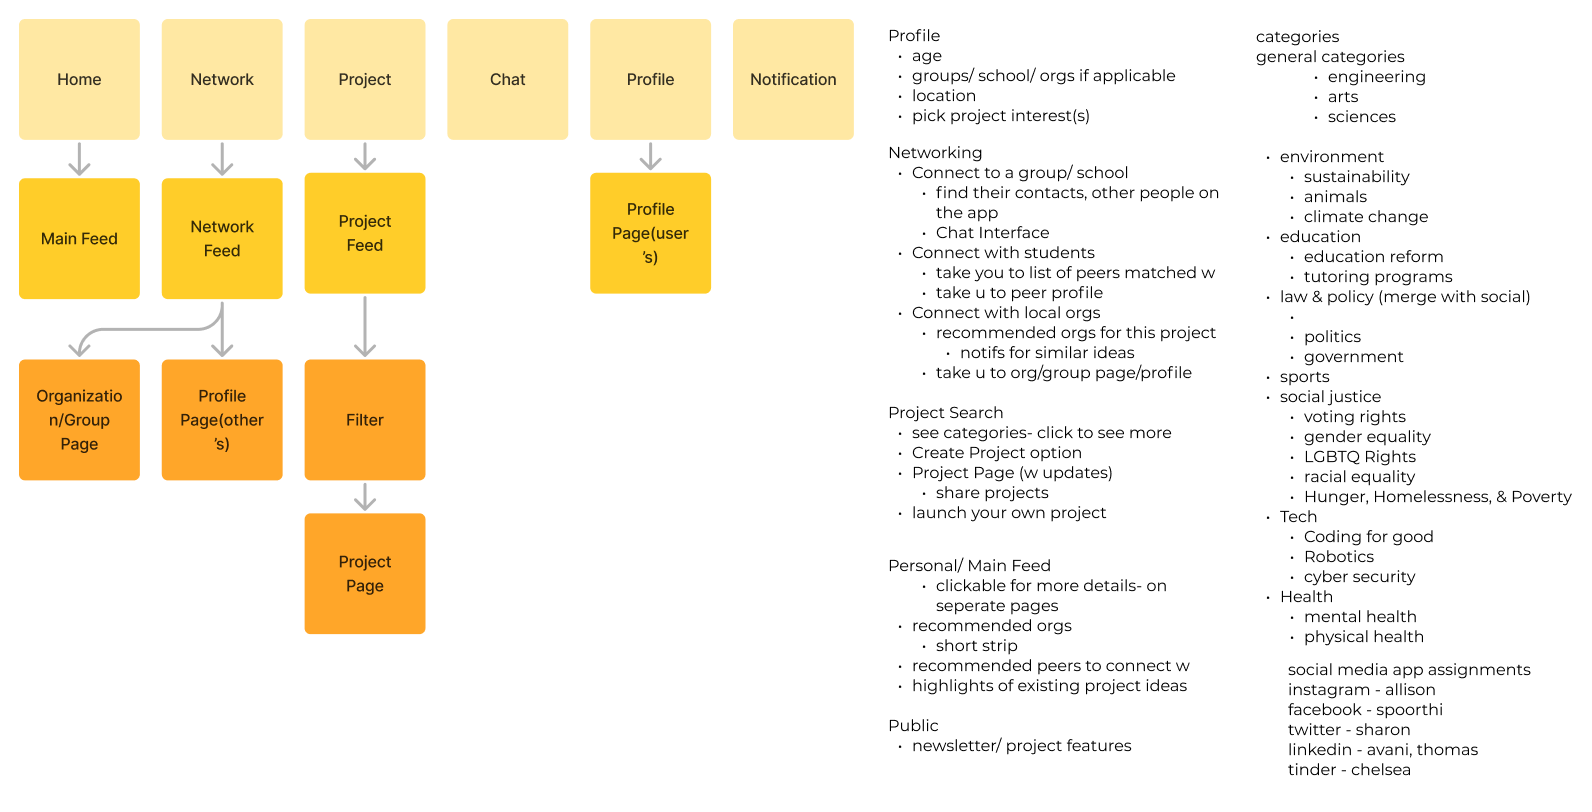 Home
Network
Project
Chat
Profile
Notification
Main Feed
Network
Feed
Project
Feed
Profile
Page(user
's)
Organizatio
n/Group
Page
Profile
Page(other
's)
Filter
Project
Page
Profile
• age
• groups/ school/ orgs if applicable
• location
• pick project interest(s)
Networking
• Connect to a group/ school
• find their contacts, other people on
the app
• Chat Interface
• Connect with students
• take you to list of peers matched w
• take u to peer profile
• Connect with local orgs
• recommended orgs for this project
• notifs for similar ideas
• take u to org/group page/profile
Project Search
• see categories- click to see more
• Create Project option
• Project Page (w updates)
• share projects
• launch your own project
Personal/ Main Feed
• clickable for more details- on
seperate pages
• recommended orgs
• short strip
• recommended peers to connect w
• highlights of existing project ideas
Public
• newsletter/ project features
categories
general categories
• engineering
• arts
• sciences
• environment
• sustainability
• animals
• climate change
• education
• education reform
• tutoring programs
• law & policy (merge with social)
•
• politics
• government
• sports
• social justice
• voting rights
• gender equality
• LGBTQ Rights
• racial equality
• Hunger, Homelessness, & Poverty
• Tech
• Coding for good
• Robotics
• cyber security
• Health
• mental health
• physical health
social media app assignments
instagram - allison
facebook - spoorthi
twitter - sharon
linkedin - avani, thomas
tinder - chelsea